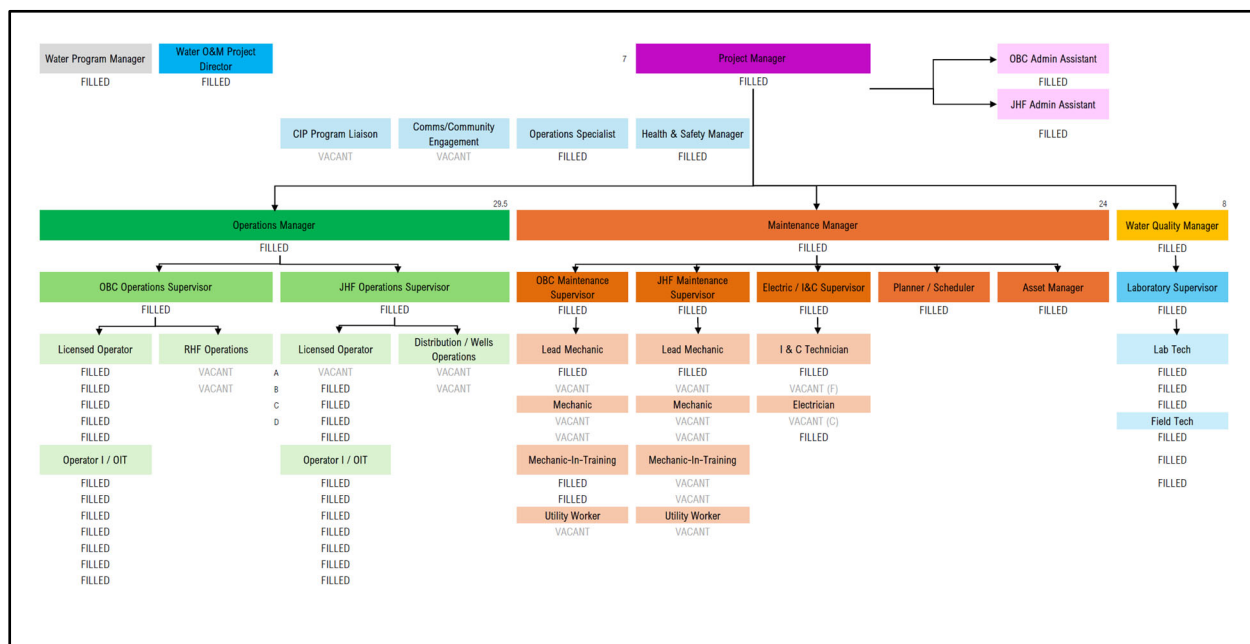 Water Program Manager
FILLED
Water O&M Project
Director
FILLED
7
Project Manager
FILLED
OBC Admin Assistant
FILLED
JHF Admin Assistant
FILLED
CIP Program Liaison
VACANT
Comms/Community
Engagement
VACANT
Operations Specialist
FILLED
Health & Safety Manager
FILLED
29.5
Operations Manager
FILLED
24
Maintenance Manager
FILLED
8
Water Quality Manager
FILLED
OBC Operations Supervisor
FILLED
JHF Operations Supervisor
FILLED
OBC Maintenance
Supervisor
FILLED
JHF Maintenance
Supervisor
FILLED
Electric / I&C Supervisor
FILLED
Planner / Scheduler
FILLED
Asset Manager
FILLED
Laboratory Supervisor
FILLED
Licensed Operator
FILLED
FILLED
FILLED
FILLED
FILLED
Operator I / OIT
FILLED
FILLED
FILLED
FILLED
FILLED
FILLED
FILLED
RHF Operations
VACANT
VACANT
A
B
C
D
Licensed Operator
VACANT
FILLED
FILLED
FILLED
FILLED
Operator I / OIT
FILLED
FILLED
FILLED
FILLED
FILLED
FILLED
FILLED
Distribution / Wells
Operations
VACANT
VACANT
Lead Mechanic
FILLED
VACANT
Mechanic
VACANT
VACANT
Mechanic-In-Training
FILLED
FILLED
Utility Worker
VACANT
Lead Mechanic
FILLED
VACANT
Mechanic
VACANT
VACANT
Mechanic-In-Training
VACANT
VACANT
Utility Worker
VACANT
I & C Technician
FILLED
VACANT (F)
Electrician
VACANT (C)
FILLED
Lab Tech
FILLED
FILLED
FILLED
Field Tech
FILLED
FILLED
FILLED